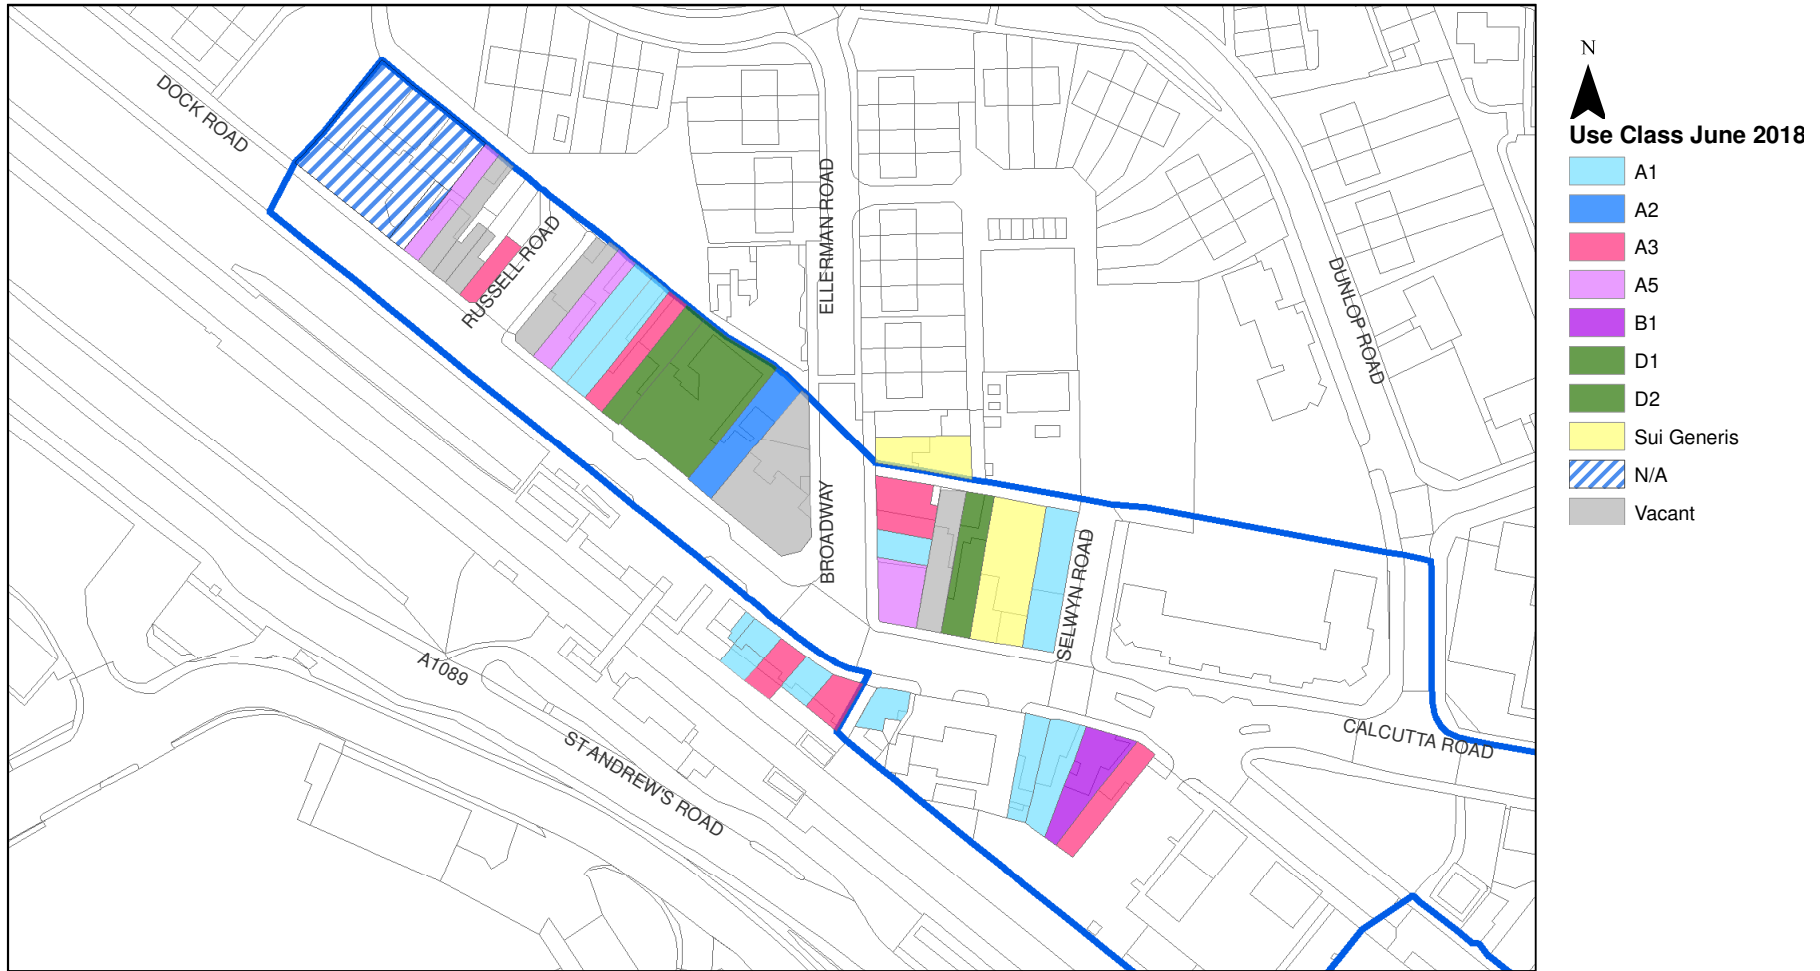 DOCK ROAD
RUSSELL ROAD
ELLERMAN ROAD
DUNLOP ROAD
BROADWAY
SELWYN ROAD
A1089
ST ANDREW'S ROAD
CALCUTTA ROAD
N
Use Class June 2018
A1
A2
A3
A5
B1
D1
D2
Sui Generis
N/A
Vacant